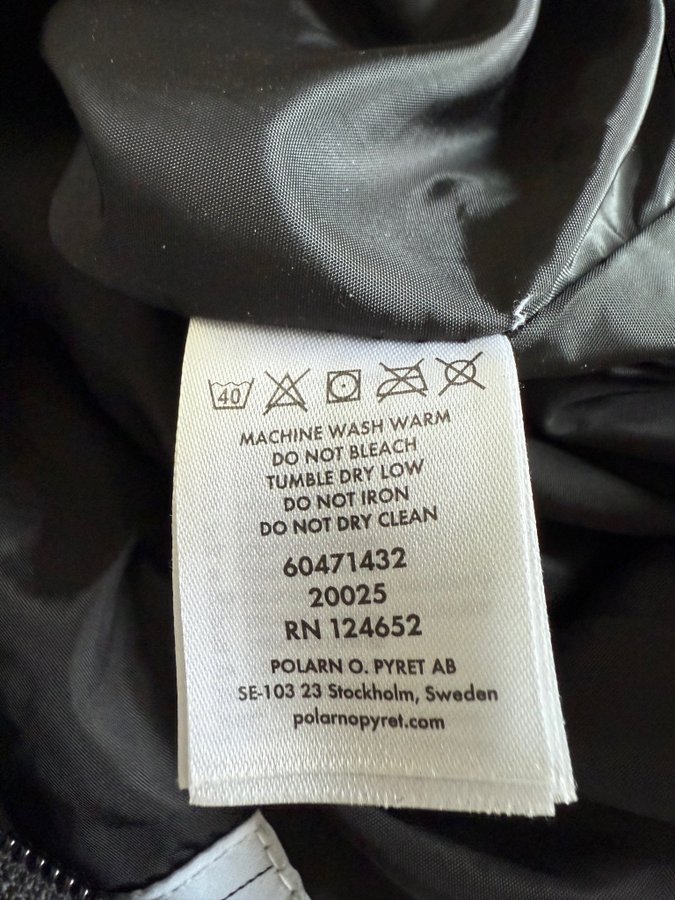 40
MACHINE WASH WARM
DO NOT BLEACH
TUMBLE DRY LOW
DO NOT IRON
DO NOT DRY CLEAN
60471432
20025
RN 124652
POLARN O. PYRET AB
SE-103 23 Stockholm, Sweden
polarnopyret.com